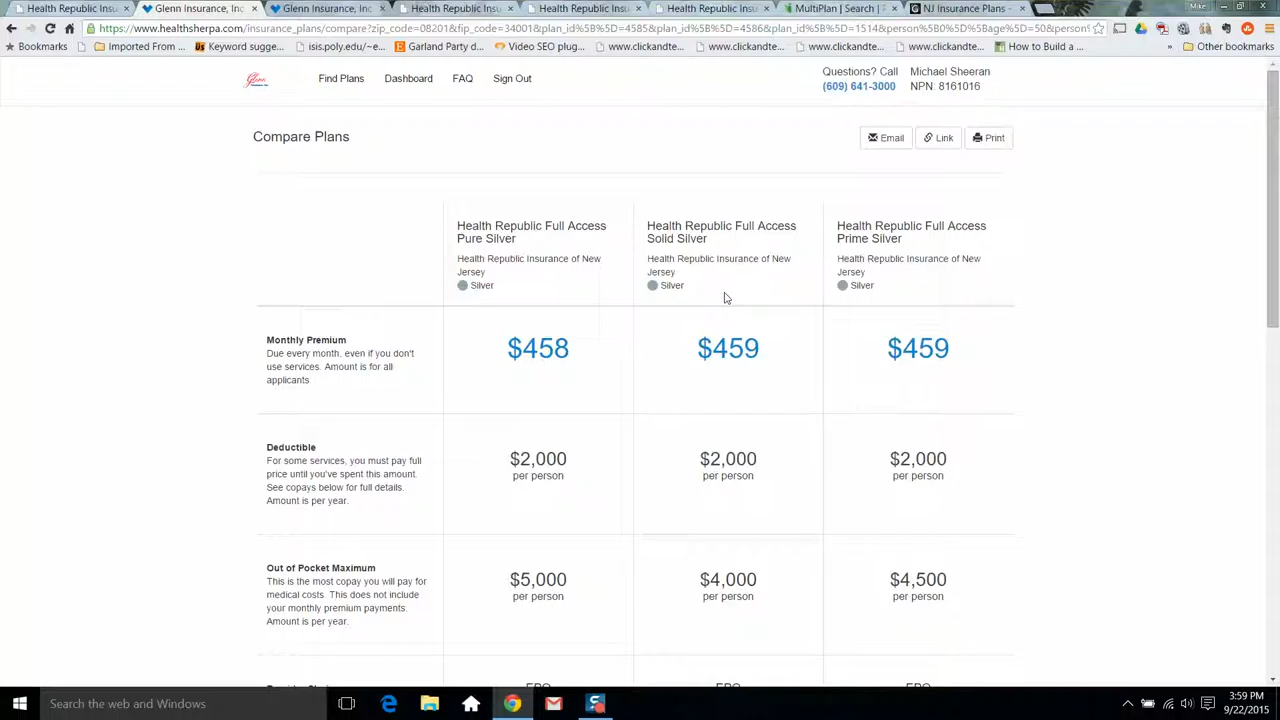 Health Republic Insu
Glenn Insurance, Inc
Glenn Insurance, Inc
Health Republic Insu
Health Republic Insu
Health Republic Insu
MultiPlan | Search | P
NJ Insurance Plans -
Mike
https://www.healthsherpa.com/insurance_plans/compare?zip_code=08201&fip_code=34001&plan_id%5B%5D=4585&plan_id%5B%5D=4586&plan_id%5B%5D=1514&person%5B0%5D%5Bage%5D=50&person%5
Bookmarks
Imported From ...
Keyword sugge...
isis.poly.edu/~e...
Garland Party d...
Video SEO plug...
www.clickandte...
www.clickandte...
www.clickandte...
www.clickandte...
How to Build a ...
»
Other bookmarks
Glenn
Find Plans
Dashboard
FAQ
Sign Out
Questions? Call
(609) 641-3000
Michael Sheeran
NPN: 8161016
Compare Plans
Email
Link
Print
Health Republic Full Access
Pure Silver
Health Republic Insurance of New
Jersey
Silver
Health Republic Full Access
Solid Silver
Health Republic Insurance of New
Jersey
Silver
Health Republic Full Access
Prime Silver
Health Republic Insurance of New
Jersey
Silver
Monthly Premium
Due every month, even if you don't
use services. Amount is for all
applicants
$458
$459
$459
Deductible
For some services, you must pay full
price until you've spent this amount.
See copays below for full details.
Amount is per year.
$2,000
per person
$2,000
per person
$2,000
per person
Out of Pocket Maximum
This is the most copay you will pay for
medical costs. This does not include
your monthly premium payments.
Amount is per year.
$5,000
per person
$4,000
per person
$4,500
per person
EPO
EPO
EPO
Search the web and Windows
3:59 PM
9/22/2015